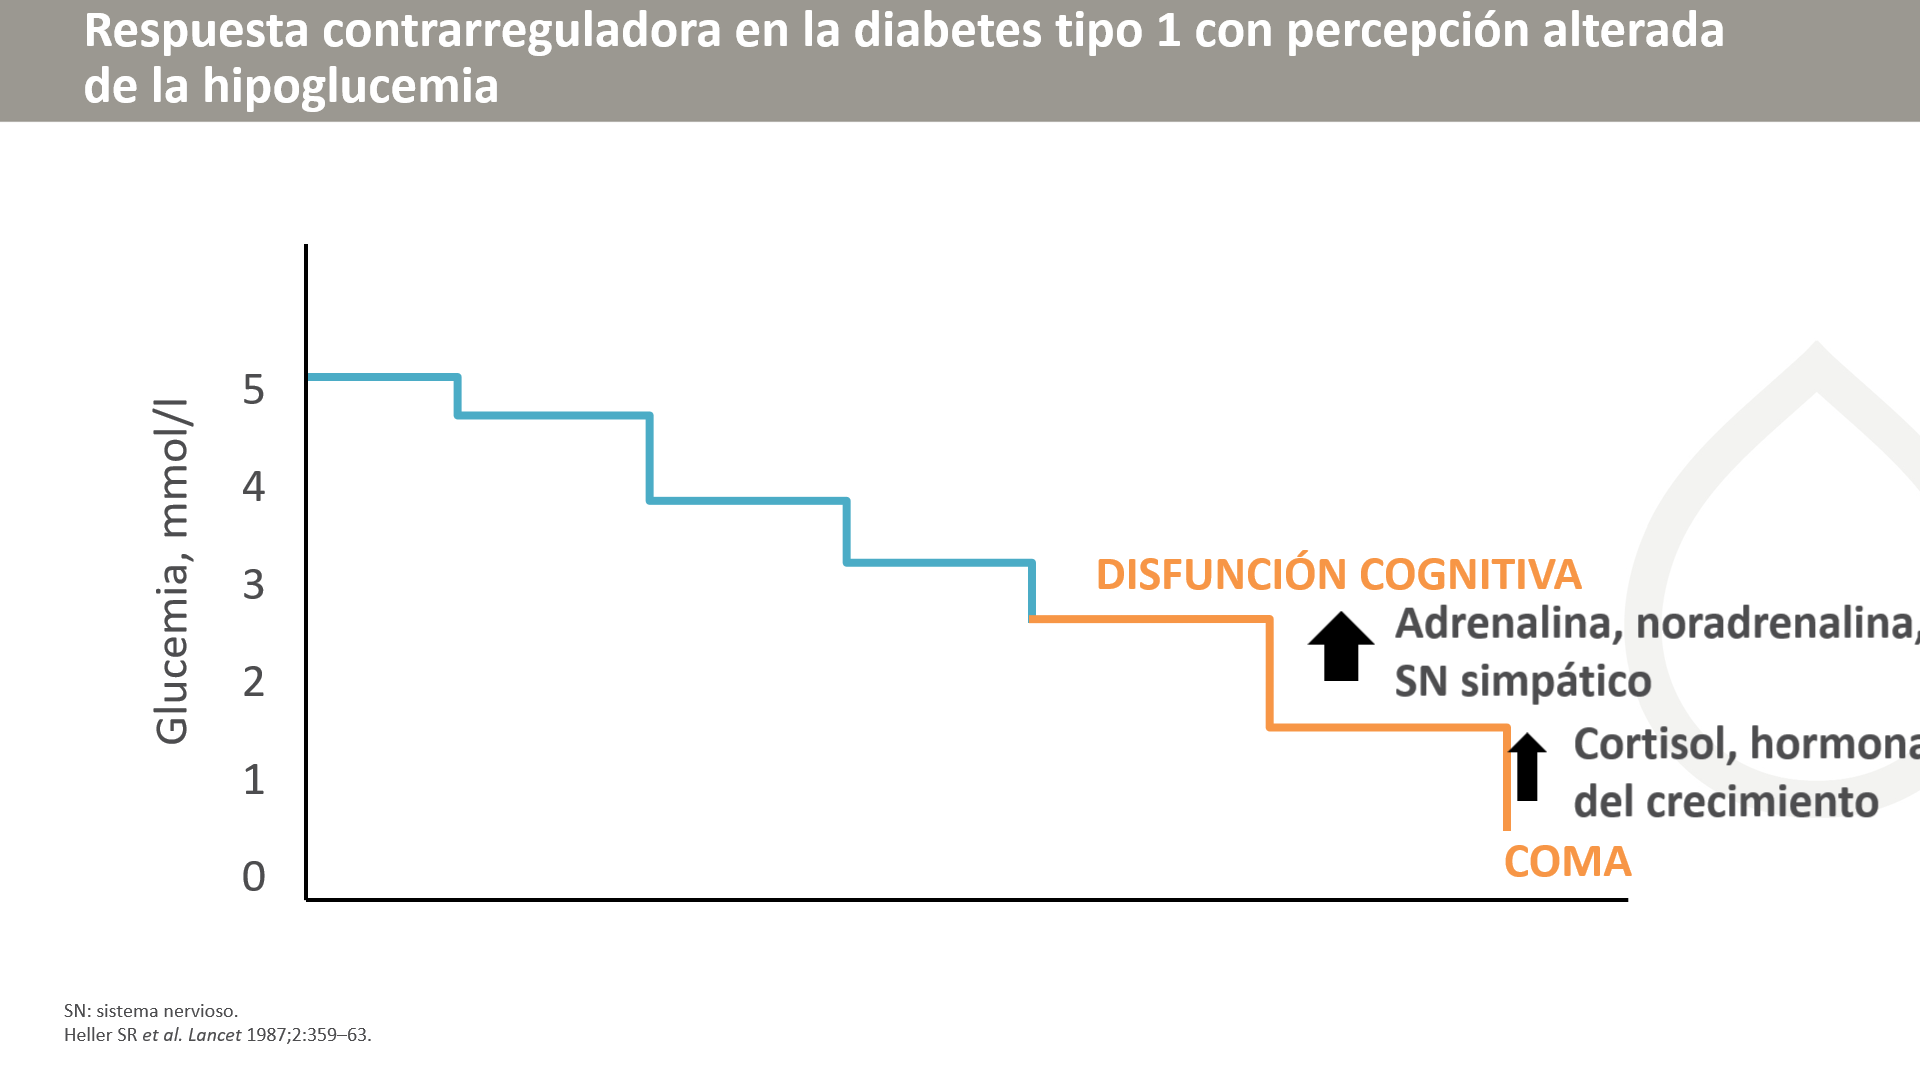 Respuesta contrarreguladora en la diabetes tipo 1 con percepción alterada
de la hipoglucemia
Glucemia, mmol/l
5
4
3
2
1
0
DISFUNCIÓN COGNITIVA
Adrenalina, noradrenalina,
SN simpático
Cortisol, hormona
del crecimiento
COMA
SN: sistema nervioso.
Heller SR et al. Lancet 1987;2:359–63.